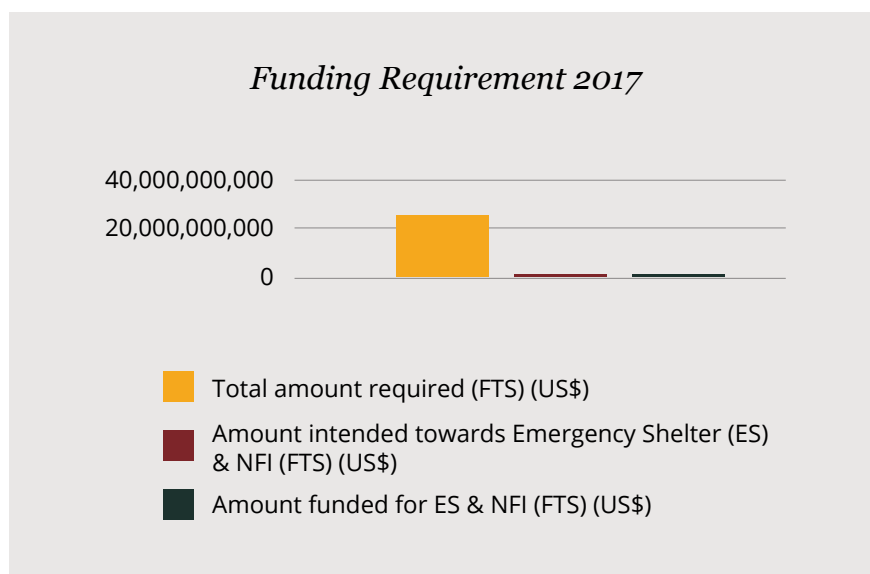 Funding Requirement 2017
40,000,000,000
20,000,000,000
0
Total amount required (FTS) (US$)
Amount intended towards Emergency Shelter (ES)
& NFI (FTS) (US$)
Amount funded for ES & NFI (FTS) (US$)